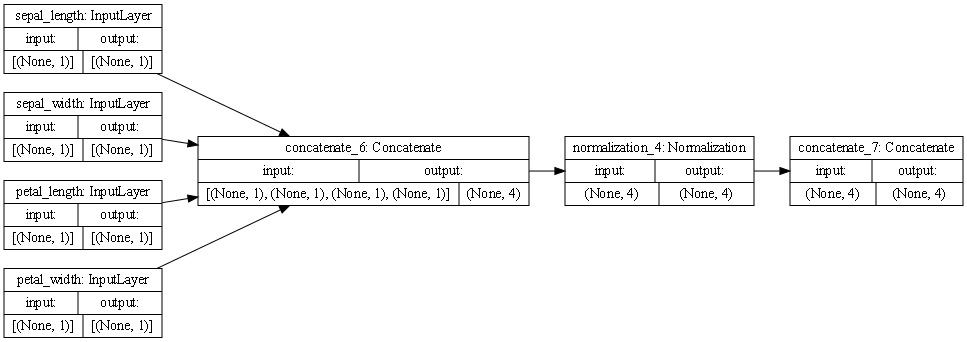 sepal_length: InputLayer
input: output:
[(None, 1)] [(None, 1)]
sepal_width: InputLayer
input: output:
[(None, 1)] [(None, 1)]
petal_length: InputLayer
input: output:
[(None, 1)] [(None, 1)]
petal_width: InputLayer
input: output:
[(None, 1)] [(None, 1)]
concatenate_6: Concatenate
input: output:
[(None, 1), (None, 1), (None, 1), (None, 1)] (None, 4)
normalization_4: Normalization
input: output:
(None, 4) (None, 4)
concatenate_7: Concatenate
input: output:
(None, 4) (None, 4)